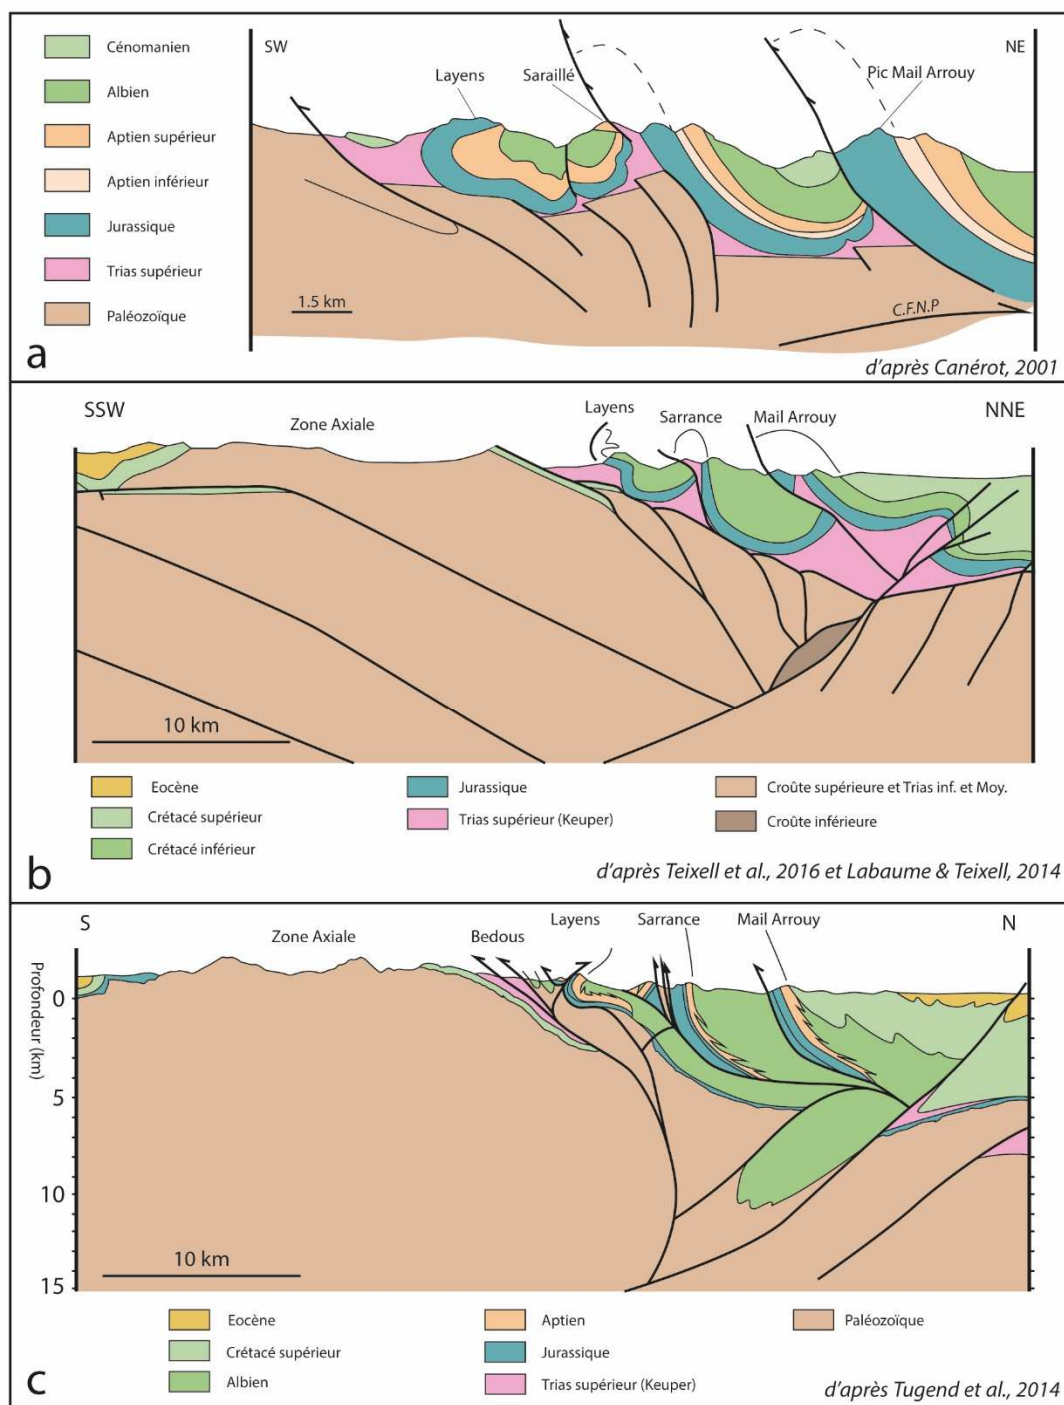 Cénomanien
Albien
Aptien supérieur
Aptien inférieur
Jurassique
Trias supérieur
Paléozoïque
SW
NE
Layens
Saraillé
Pic Mail Arrouy
1.5 km
C.F.N.P
a
d'après Canérot, 2001
SSW
NNE
Zone Axiale
Layens
Sarrance
Mail Arrouy
10 km
Eocène
Crétacé supérieur
Crétacé inférieur
Jurassique
Trias supérieur (Keuper)
Croûte supérieure et Trias inf. et Moy.
Croûte inférieure
b
d'après Teixell et al., 2016 et Labaume & Teixell, 2014
S
N
Zone Axiale
Bedous
Layens
Sarrance
Mail Arrouy
Profondeur (km)
0
5
10
15
10 km
Eocène
Crétacé supérieur
Albien
Aptien
Jurassique
Trias supérieur (Keuper)
Paléozoïque
c
d'après Tugend et al., 2014